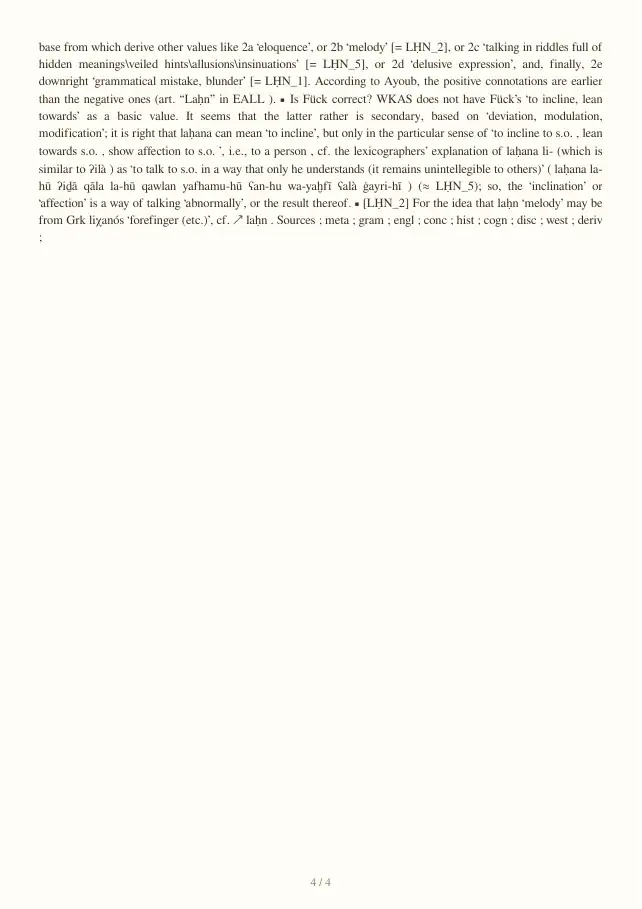 base from which derive other values like 2a ‘eloquence’, or 2b ‘melody’ [= LḤN_2], or 2c ‘talking in riddles full of
hidden meanings\veiled hints\allusions\insinuations’ [= LḤN_5], or 2d ‘delusive expression’, and, finally, 2e
downright ‘grammatical mistake, blunder’ [= LḤN_1]. According to Ayoub, the positive connotations are earlier
than the negative ones (art. “Laḥn” in EALL ). ▪ Is Fück correct? WKAS does not have Fück’s ‘to incline, lean
towards’ as a basic value. It seems that the latter rather is secondary, based on ‘deviation, modulation,
modification’; it is right that laḥana can mean ‘to incline’, but only in the particular sense of ‘to incline to s.o. , lean
towards s.o. , show affection to s.o. ’, i.e., to a person , cf. the lexicographers’ explanation of laḥana li- (which is
similar to ʔilà ) as ‘to talk to s.o. in a way that only he understands (it remains unintellegible to others)’ ( laḥana la-
hū ʔiḏā qāla la-hū qawlan yafhamu-hū ʕan-hu wa-yaḫfī ʕalà ġayri-hī ) (≈ LḤN_5); so, the ‘inclination’ or
‘affection’ is a way of talking ‘abnormally’, or the result thereof. ▪ [LḤN_2] For the idea that laḥn ‘melody’ may be
from Grk liχanós ‘forefinger (etc.)’, cf. ↗ laḥn . Sources ; meta ; gram ; engl ; conc ; hist ; cogn ; disc ; west ; deriv
;
4 / 4